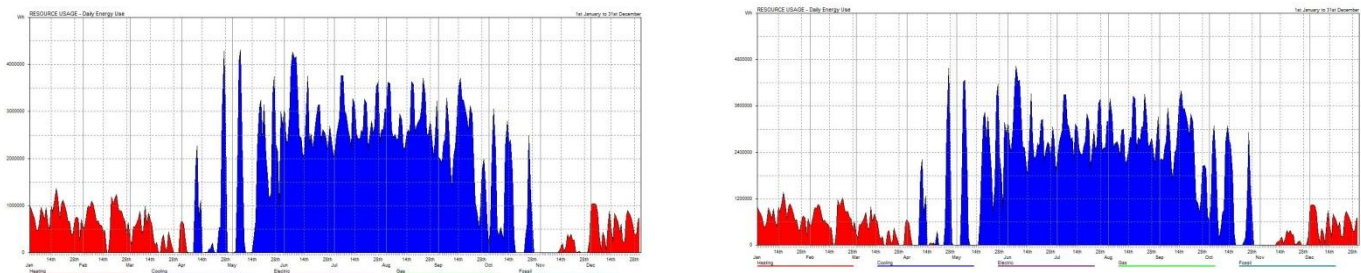 RESOURCE USAGE - Daily Energy Use 1st January to 31st December
Wh
4000000
3000000
2000000
1000000
0
14th 28th 14th 28th 14th 28th 14th 28th 14th 28th 14th 28th 14th 28th 14th 28th 14th 28th 14th 28th 14th 28th 14th 28th
Jan Feb Mar Apr May Jun Jul Aug Sep Oct Nov Dec
Heating Cooling Electric Gas Fossil
RESOURCE USAGE - Daily Energy Use 1st January to 31st December
Wh
4800000
3600000
2400000
1200000
0
14th 28th 14th 28th 14th 28th 14th 28th 14th 28th 14th 28th 14th 28th 14th 28th 14th 28th 14th 28th 14th 28th 14th 28th
Jan Feb Mar Apr May Jun Jul Aug Sep Oct Nov Dec
Heating Cooling Electric Gas Fossil